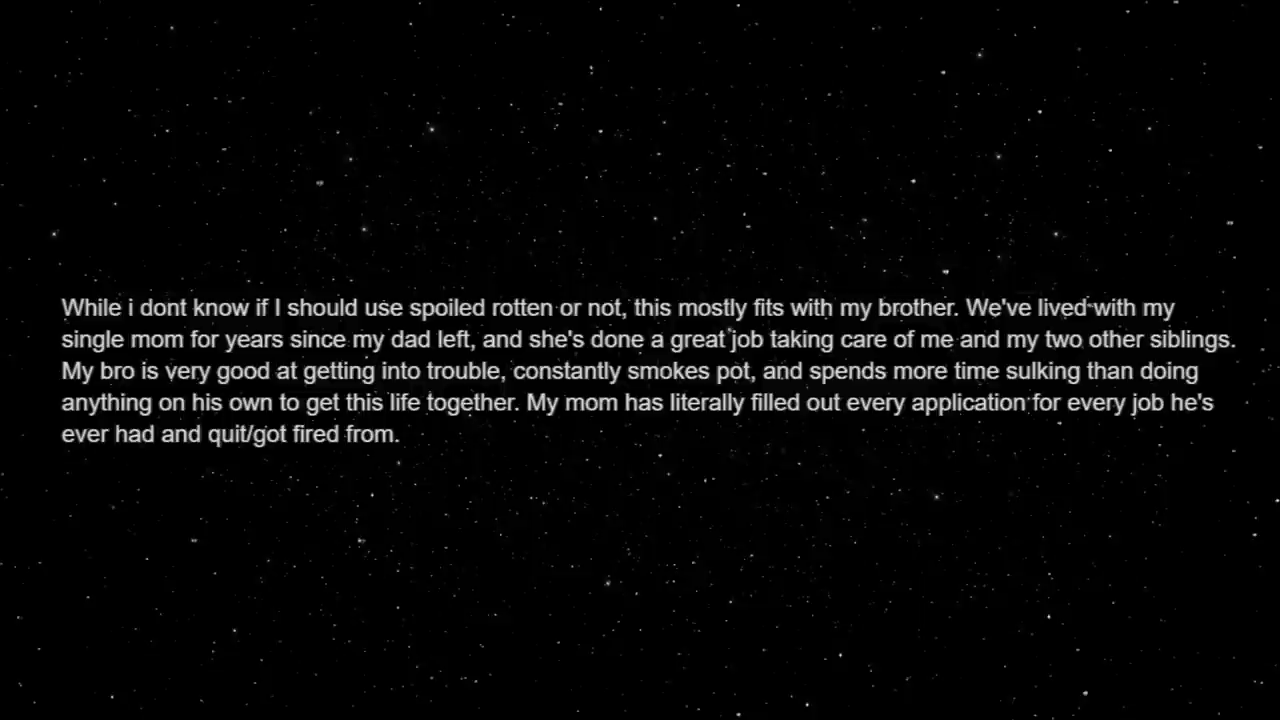 While i dont know if I should use spoiled rotten or not, this mostly fits with my brother. We've lived with my
single mom for years since my dad left, and she's done a great job taking care of me and my two other siblings.
My bro is very good at getting into trouble, constantly smokes pot, and spends more time sulking than doing
anything on his own to get this life together. My mom has literally filled out every application for every job he's
ever had and quit/got fired from.